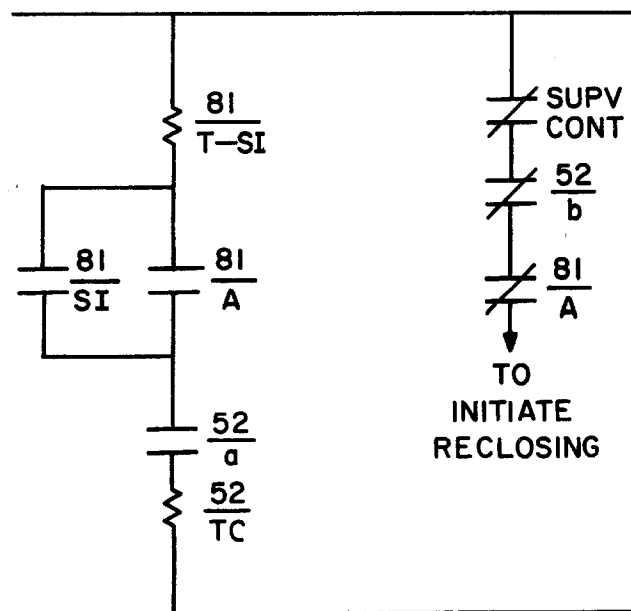 81
T-SI
81
SI
81
A
52
a
52
TC
SUPV
CONT
52
b
81
A
TO
INITIATE
RECLOSING